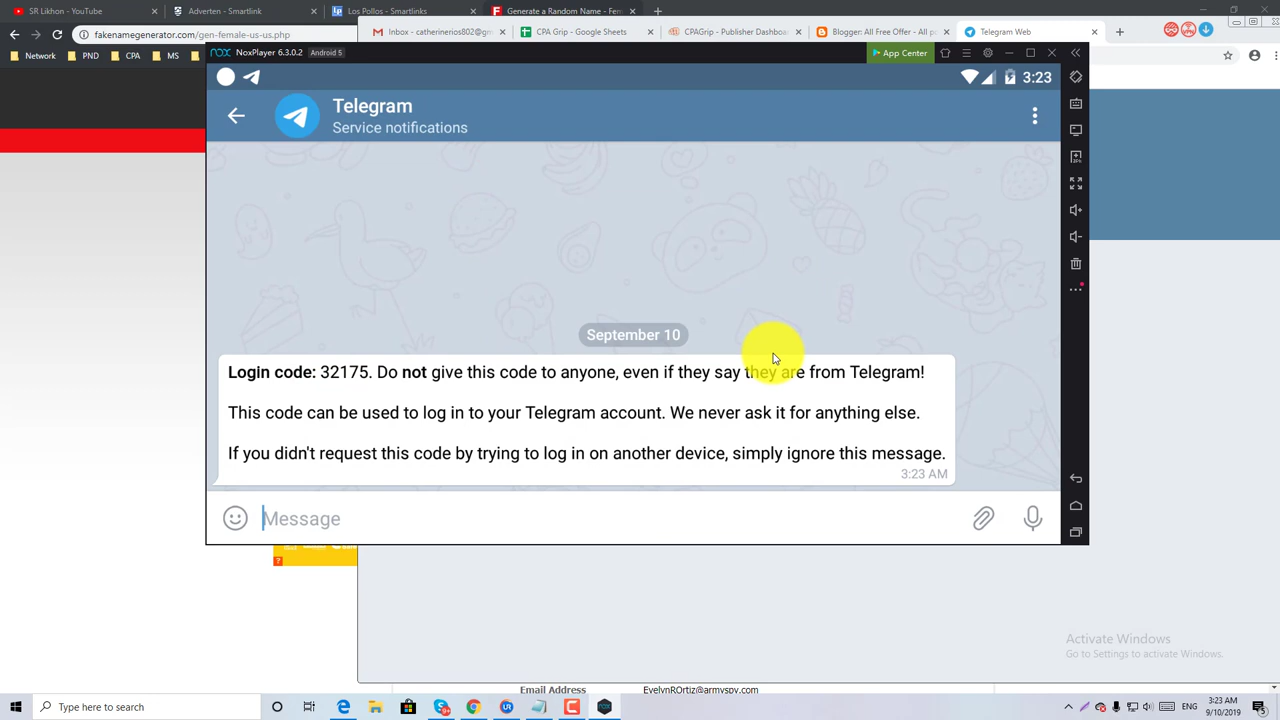 SR Likhon - YouTube
Adverten - Smartlink
Los Pollos - Smartlinks
Generate a Random Name - Fem
fakenamegenerator.com/gen-female-us-us.php
Inbox - catherinerios802@gm
CPA Grip - Google Sheets
CPAGrip - Publisher Dashboa
Blogger: All Free Offer - All P
Telegram Web
Network
PND
CPA
MS
NoxPlayer 6.3.0.2
Android 5
App Center
3:23
Telegram
Service notifications
September 10
Login code: 32175. Do not give this code to anyone, even if they say they are from Telegram!
This code can be used to log in to your Telegram account. We never ask it for anything else.
If you didn't request this code by trying to log in on another device, simply ignore this message.
3:23 AM
Message
Activate Windows
Go to Settings to activate Windows.
Email Address
EvelynROrtiz@armyspy.com
Type here to search
ENG
3:23 AM
9/10/2019